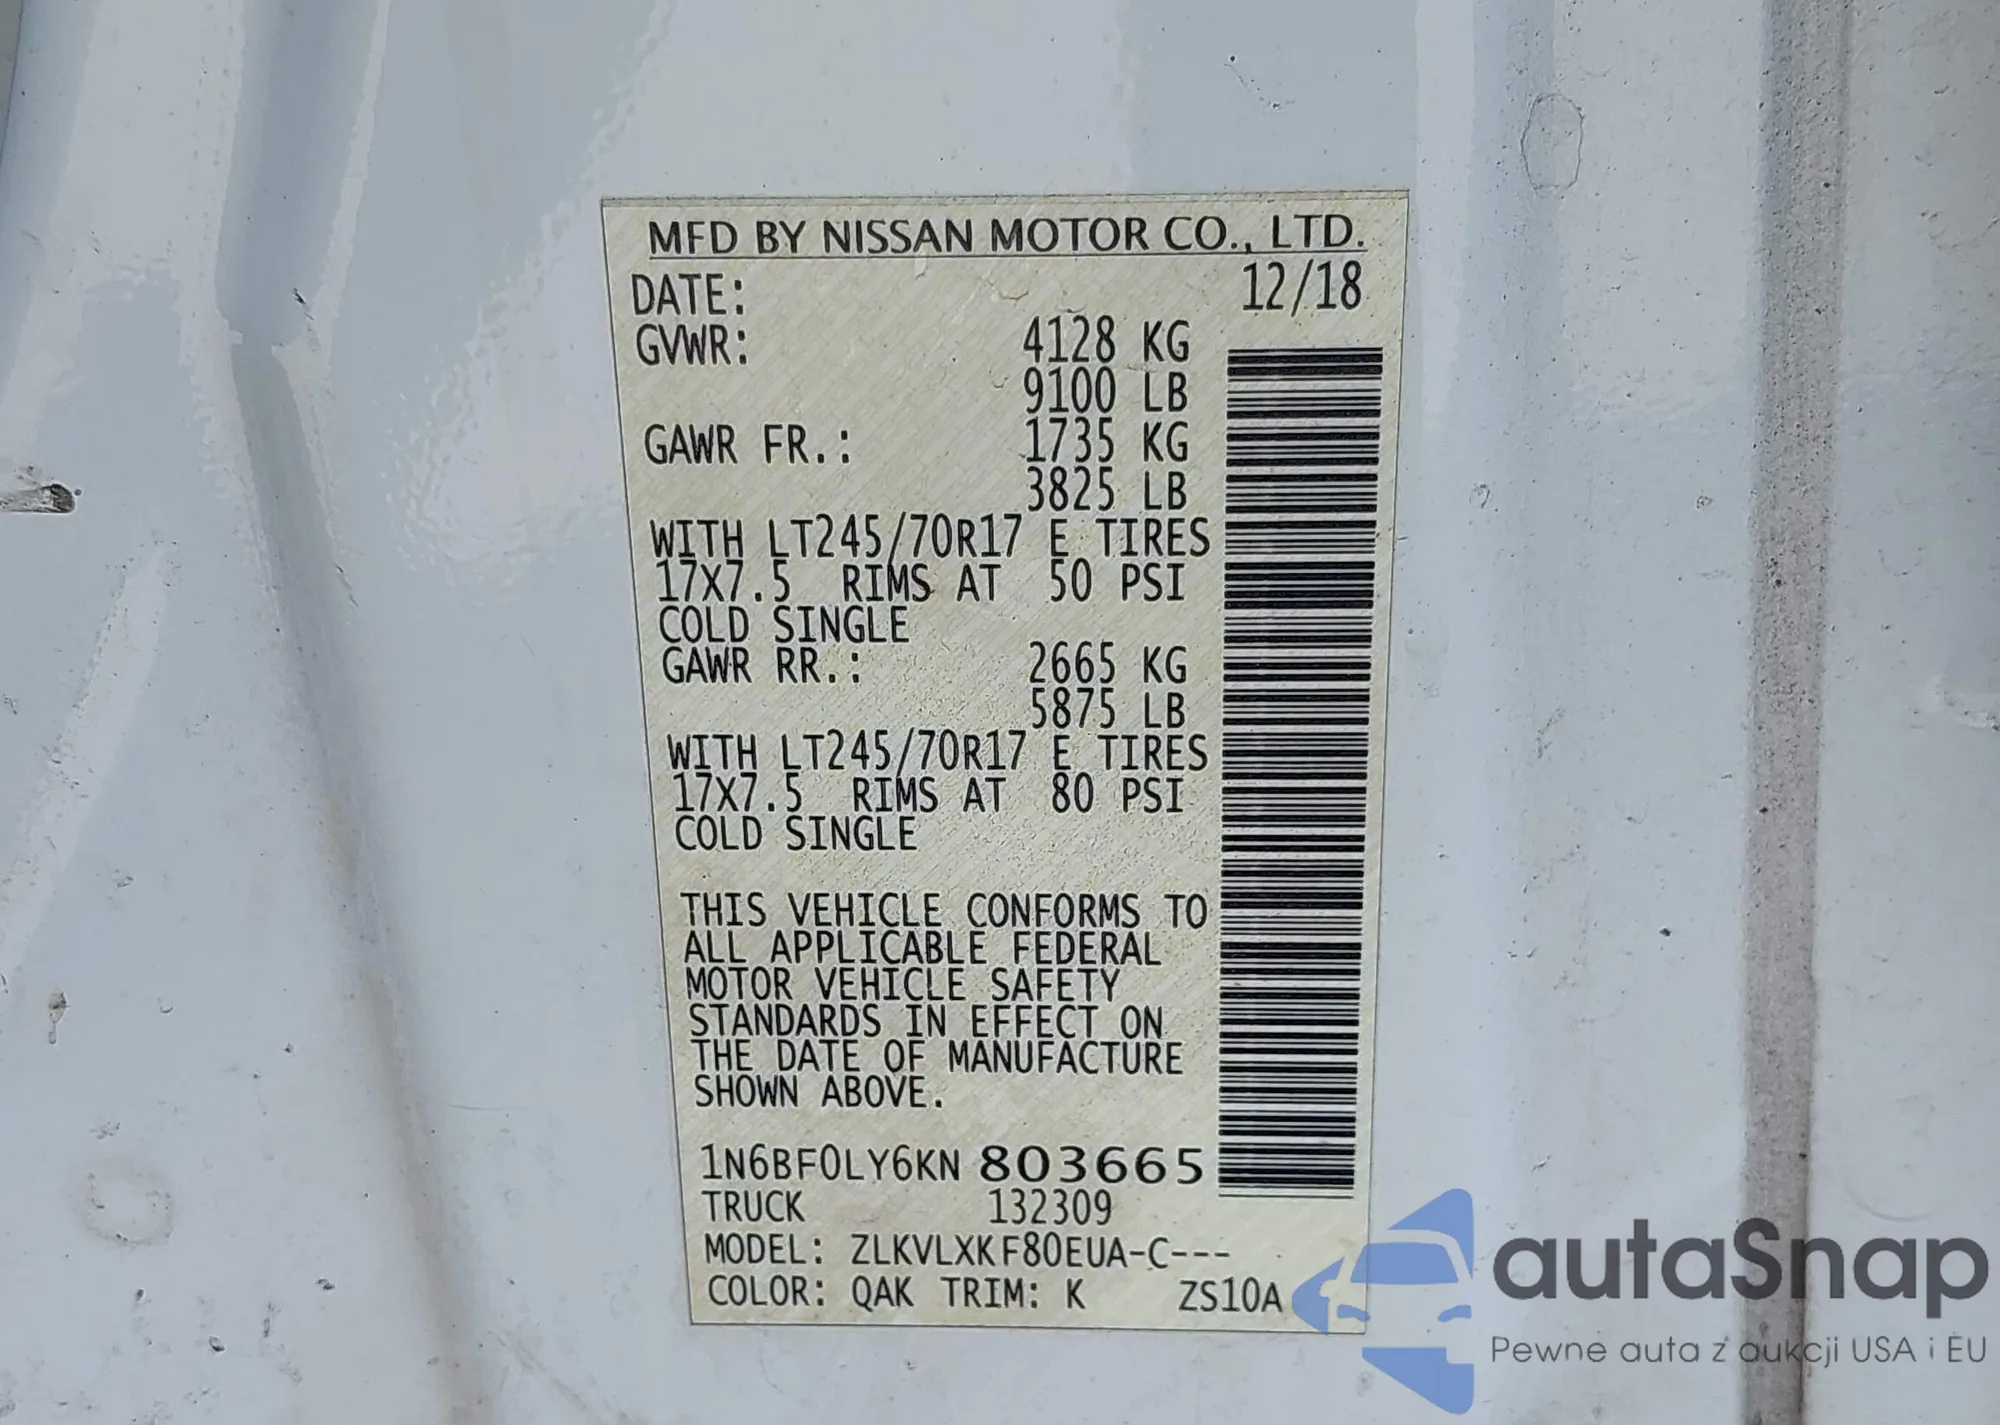 MFD BY NISSAN MOTOR CO., LTD.
DATE: 12/18
GVWR: 4128 KG
9100 LB
GAWR FR.: 1735 KG
3825 LB
WITH LT245/70R17 E TIRES
17X7.5 RIMS AT 50 PSI
COLD SINGLE
GAWR RR.: 2665 KG
5875 LB
WITH LT245/70R17 E TIRES
17X7.5 RIMS AT 80 PSI
COLD SINGLE
THIS VEHICLE CONFORMS TO
ALL APPLICABLE FEDERAL
MOTOR VEHICLE SAFETY
STANDARDS IN EFFECT ON
THE DATE OF MANUFACTURE
SHOWN ABOVE.
1N6BF0LY6KN 803665
TRUCK 132309
MODEL: ZLKVLXKF80EUA-C---
COLOR: QAK TRIM: K ZS10A
autaSnap
Pewne auta z aukcji USA i EU